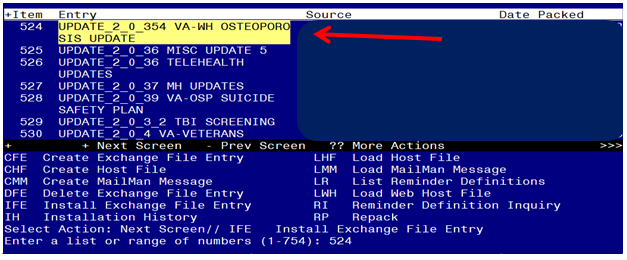 +Item Entry Source Date Packed
524 UPDATE_2_0_354 VA-WH OSTEOPORO
SIS UPDATE
525 UPDATE_2_0_36 MISC UPDATE 5
526 UPDATE_2_0_36 TELEHEALTH
UPDATES
527 UPDATE_2_0_37 MH UPDATES
528 UPDATE_2_0_39 VA-OSP SUICIDE
SAFETY PLAN
529 UPDATE_2_0_3_2 TBI SCREENING
530 UPDATE_2_0_4 VA-VETERANS
+ + Next Screen - Prev Screen ?? More Actions >>>
CFE Create Exchange File Entry LHF Load Host File
CHF Create Host File LMM Load MailMan Message
CMM Create MailMan Message LR List Reminder Definitions
DFE Delete Exchange File Entry LWH Load Web Host File
IFE Install Exchange File Entry RI Reminder Definition Inquiry
IH Installation History RP Repack
Select Action: Next Screen// IFE Install Exchange File Entry
Enter a list or range of numbers (1-754): 524